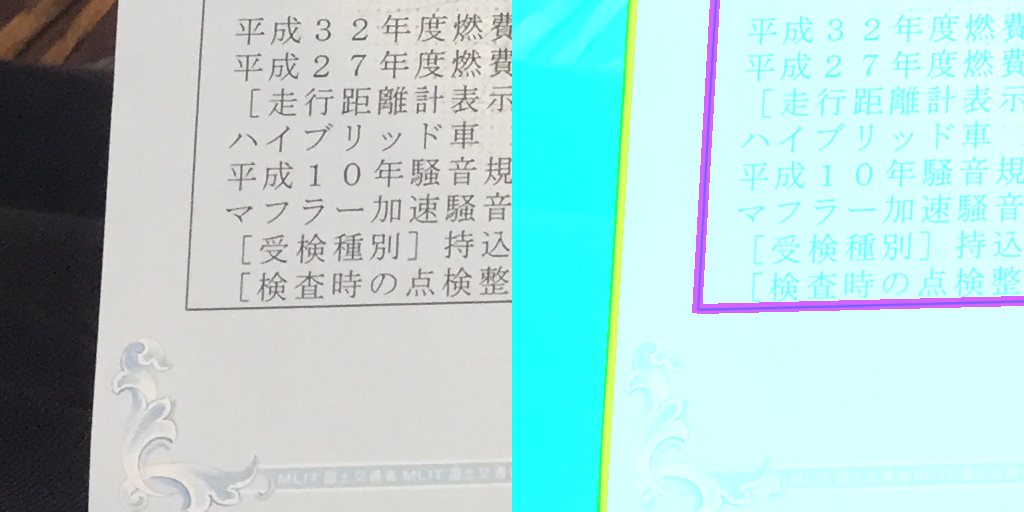 平成32年度燃費
平成27年度燃費
[走行距離計表示
ハイブリッド車
平成10年騒音規
マフラー加速騒音
[受検種別] 持込
[検査時の点検整
MLIT 国土交通省 MLIT 国土交通
平成32年度燃費
平成27年度燃費
[走行距離計表示
ハイブリッド車
平成10年騒音規
マフラー加速騒音
[受検種別] 持込
[検査時の点検整